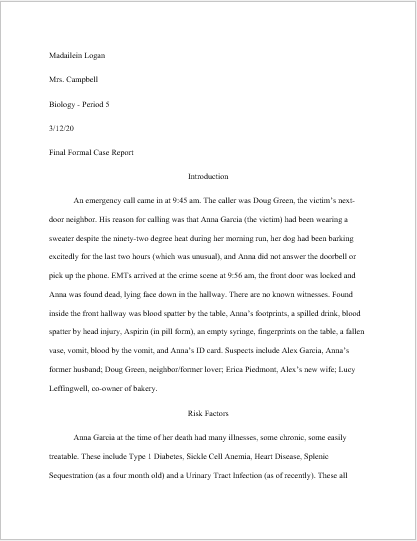 Madailein Logan
Mrs. Campbell
Biology - Period 5
3/12/20
Final Formal Case Report
Introduction
An emergency call came in at 9:45 am. The caller was Doug Green, the victim's next-
door neighbor. His reason for calling was that Anna Garcia (the victim) had been wearing a
sweater despite the ninety-two degree heat during her morning run, her dog had been barking
excitedly for the last two hours (which was unusual), and Anna did not answer the doorbell or
pick up the phone. EMTs arrived at the crime scene at 9:56 am, the front door was locked and
Anna was found dead, lying face down in the hallway. There are no known witnesses. Found
inside the front hallway was blood spatter by the table, Anna's footprints, a spilled drink, blood
spatter by head injury, Aspirin (in pill form), an empty syringe, fingerprints on the table, a fallen
vase, vomit, blood by the vomit, and Anna's ID card. Suspects include Alex Garcia, Anna's
former husband; Doug Green, neighbor/former lover; Erica Piedmont, Alex's new wife; Lucy
Leffingwell, co-owner of bakery.
Risk Factors
Anna Garcia at the time of her death had many illnesses, some chronic, some easily
treatable. These include Type 1 Diabetes, Sickle Cell Anemia, Heart Disease, Splenic
Sequestration (as a four month old) and a Urinary Tract Infection (as of recently). These all